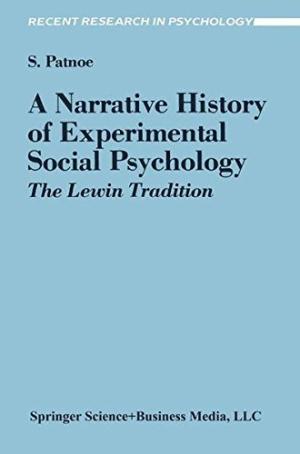 RECENT RESEARCH IN PSYCHOLOGY
S. Patnoe
A Narrative History
of Experimental
Social Psychology
The Lewin Tradition
Springer Science+Business Media, LLC